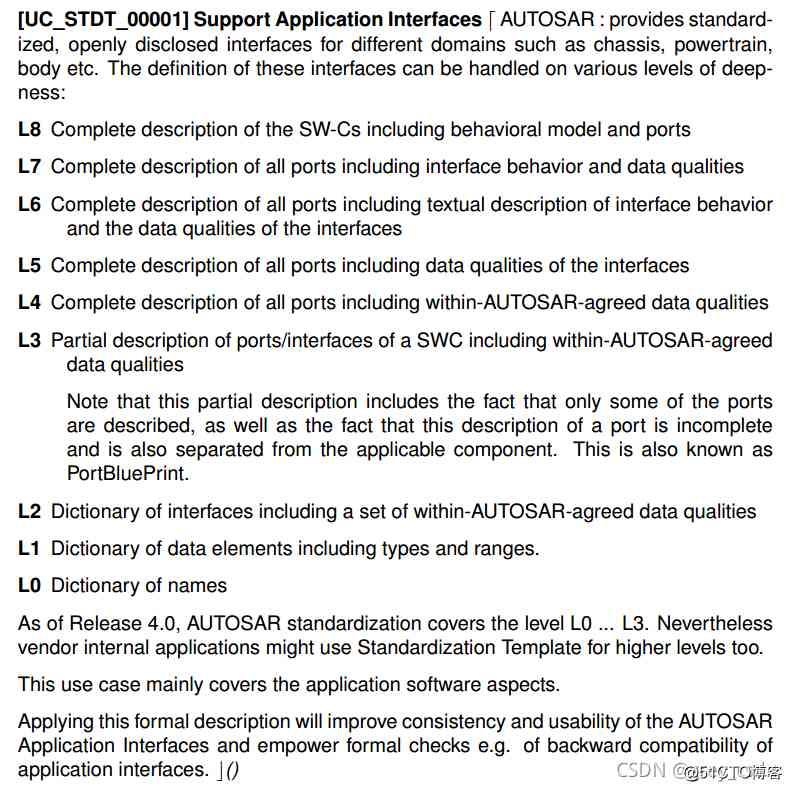 [UC_STDT_00001] Support Application Interfaces ⌈ AUTOSAR : provides standard-
ized, openly disclosed interfaces for different domains such as chassis, powertrain,
body etc. The definition of these interfaces can be handled on various levels of deep-
ness:
L8 Complete description of the SW-Cs including behavioral model and ports
L7 Complete description of all ports including interface behavior and data qualities
L6 Complete description of all ports including textual description of interface behavior
and the data qualities of the interfaces
L5 Complete description of all ports including data qualities of the interfaces
L4 Complete description of all ports including within-AUTOSAR-agreed data qualities
L3 Partial description of ports/interfaces of a SWC including within-AUTOSAR-agreed
data qualities
Note that this partial description includes the fact that only some of the ports
are described, as well as the fact that this description of a port is incomplete
and is also separated from the applicable component. This is also known as
PortBluePrint.
L2 Dictionary of interfaces including a set of within-AUTOSAR-agreed data qualities
L1 Dictionary of data elements including types and ranges.
L0 Dictionary of names
As of Release 4.0, AUTOSAR standardization covers the level L0 ... L3. Nevertheless
vendor internal applications might use Standardization Template for higher levels too.
This use case mainly covers the application software aspects.
Applying this formal description will improve consistency and usability of the AUTOSAR
Application Interfaces and empower formal checks e.g. of backward compatibility of
application interfaces. ⌋()
CSDN @51CTO博客